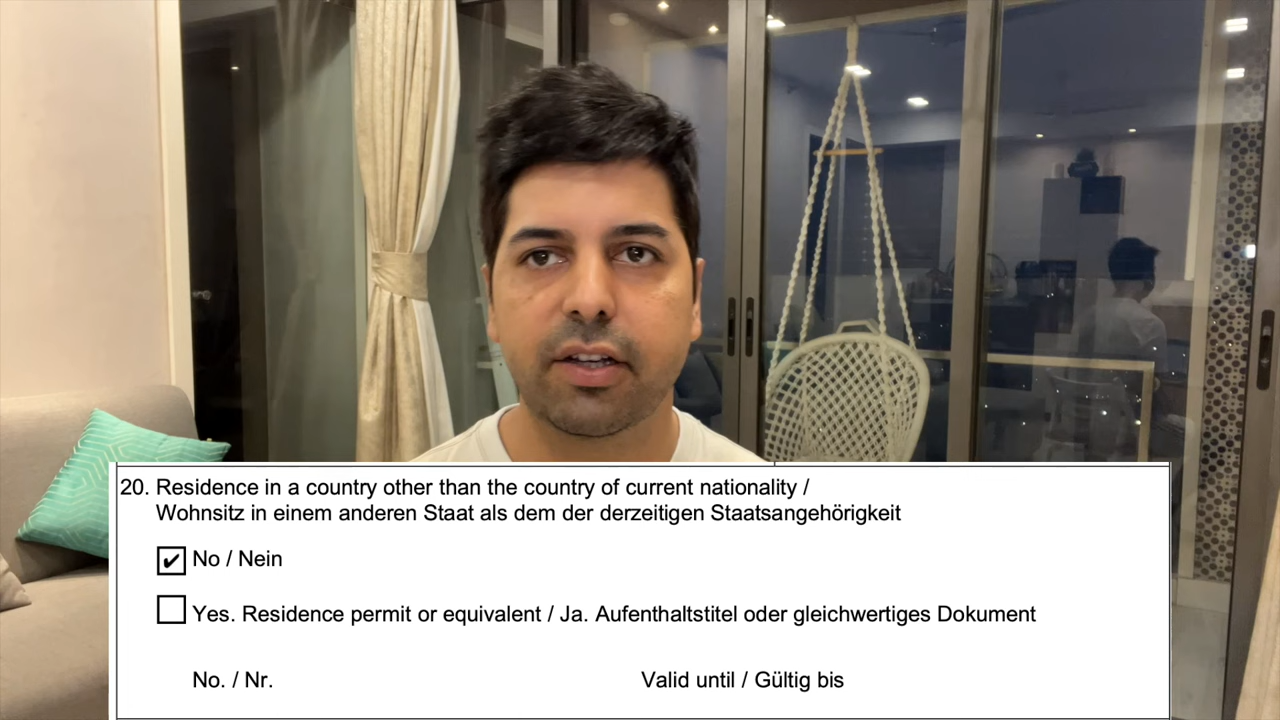 20. Residence in a country other than the country of current nationality /
Wohnsitz in einem anderen Staat als dem der derzeitigen Staatsangehörigkeit
✔ No / Nein
Yes. Residence permit or equivalent / Ja. Aufenthaltstitel oder gleichwertiges Dokument
No. / Nr. Valid until / Gültig bis